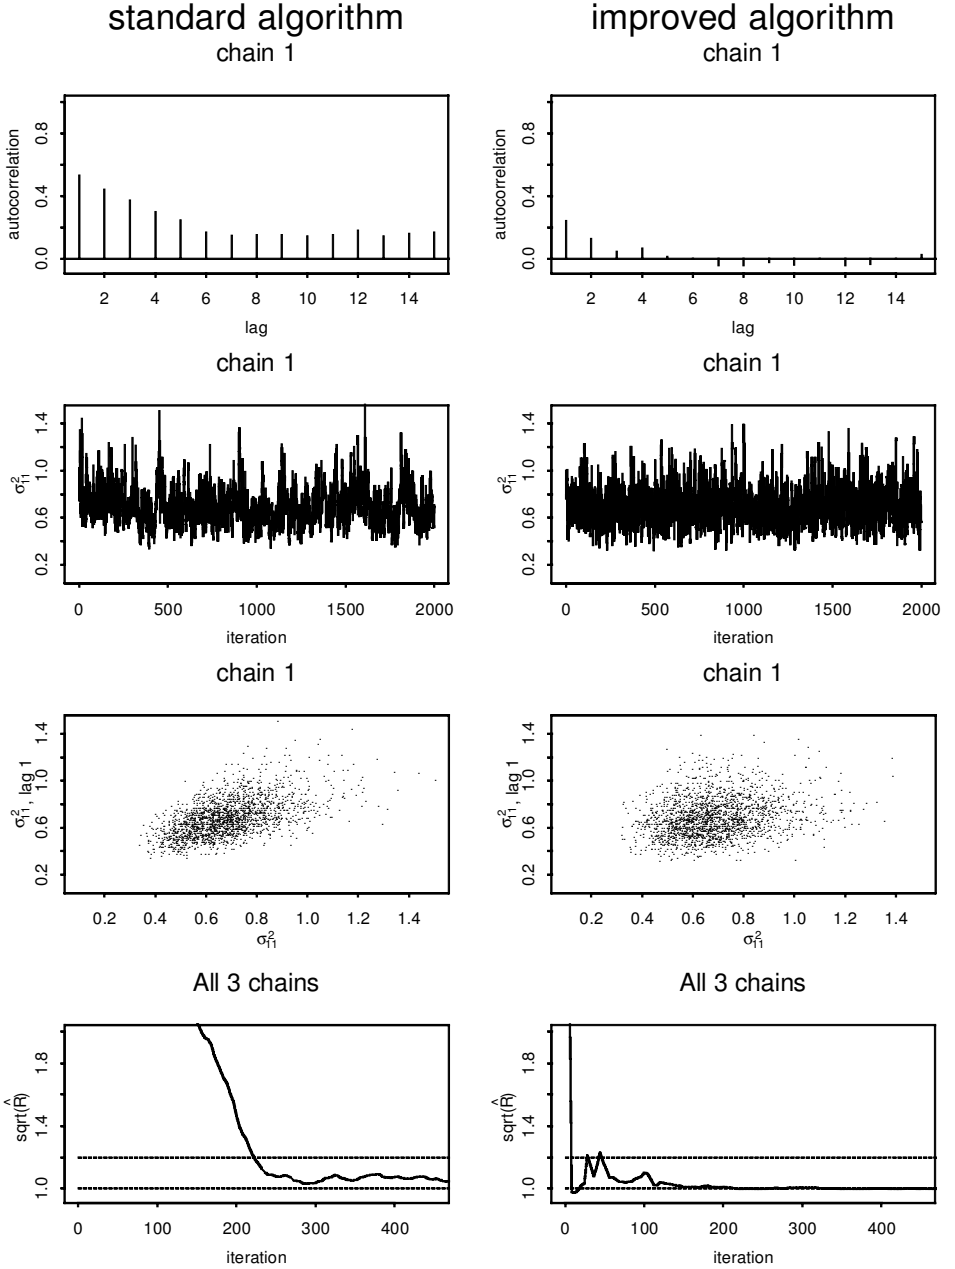 standard algorithm
improved algorithm
chain 1
chain 1
autocorrelation
0.0 0.4 0.8
2 4 6 8 10 12 14
lag
autocorrelation
0.0 0.4 0.8
2 4 6 8 10 12 14
lag
chain 1
chain 1
σ²₁₁
0.2 0.6 1.0 1.4
0 500 1000 1500 2000
iteration
σ²₁₁
0.2 0.6 1.0 1.4
0 500 1000 1500 2000
iteration
chain 1
chain 1
σ²₁₁, lag 1
0.2 0.6 1.0 1.4
0.2 0.4 0.6 0.8 1.0 1.2 1.4
σ²₁₁
σ²₁₁, lag 1
0.2 0.6 1.0 1.4
0.2 0.4 0.6 0.8 1.0 1.2 1.4
σ²₁₁
All 3 chains
All 3 chains
sqrt(R̂)
1.0 1.4 1.8
0 100 200 300 400
iteration
sqrt(R̂)
1.0 1.4 1.8
0 100 200 300 400
iteration